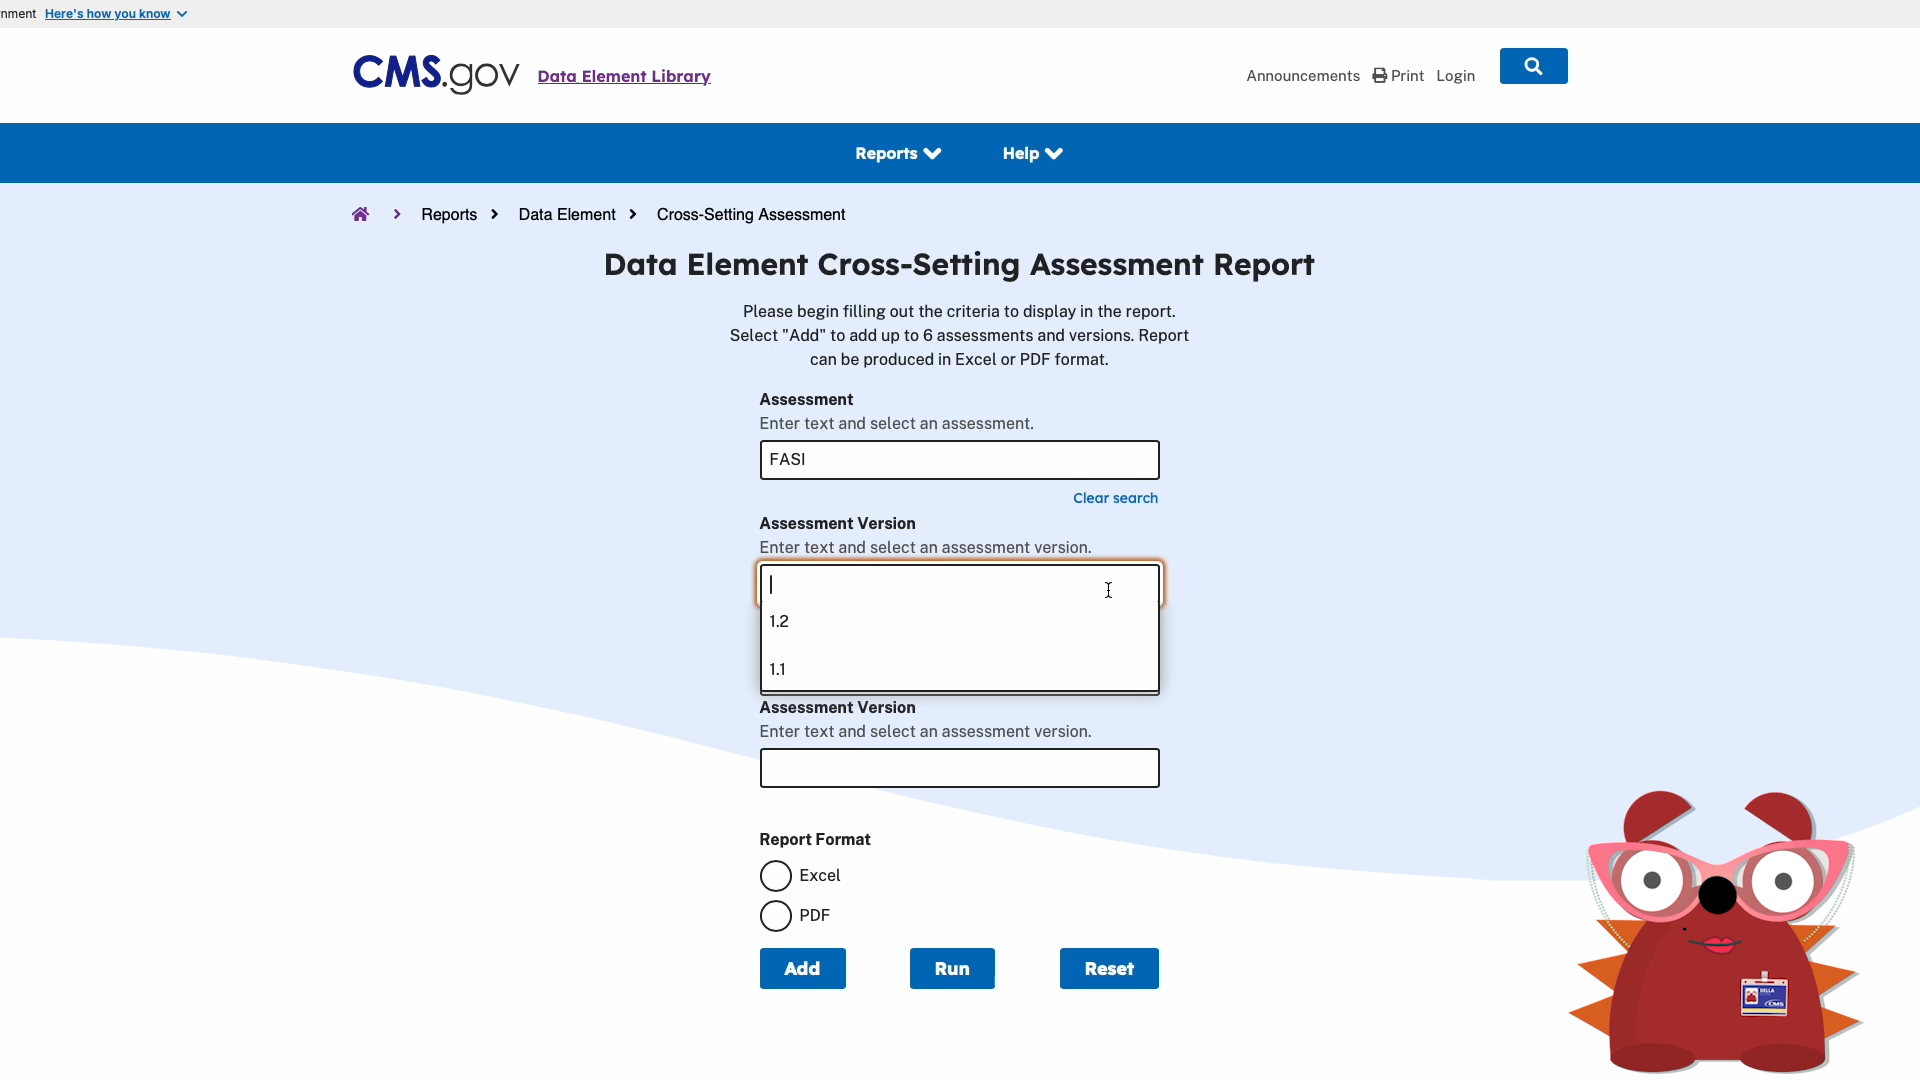 nment Here's how you know
CMS.gov Data Element Library
Announcements Print Login
Reports Help
Reports Data Element Cross-Setting Assessment
Data Element Cross-Setting Assessment Report
Please begin filling out the criteria to display in the report.
Select "Add" to add up to 6 assessments and versions. Report
can be produced in Excel or PDF format.
Assessment
Enter text and select an assessment.
FASI
Clear search
Assessment Version
Enter text and select an assessment version.
1.2
1.1
Assessment Version
Enter text and select an assessment version.
Report Format
Excel
PDF
Add Run Reset
DELLA
CMS